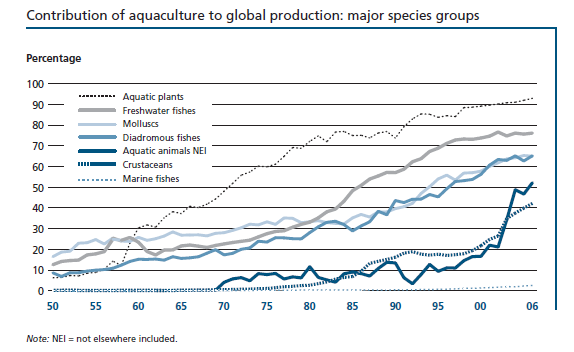 Contribution of aquaculture to global production: major species groups
Percentage
100
90
80
70
60
50
40
30
20
10
0
Aquatic plants
Freshwater fishes
Molluscs
Diadromous fishes
Aquatic animals NEI
Crustaceans
Marine fishes
50 55 60 65 70 75 80 85 90 95 00 06
Note: NEI = not elsewhere included.